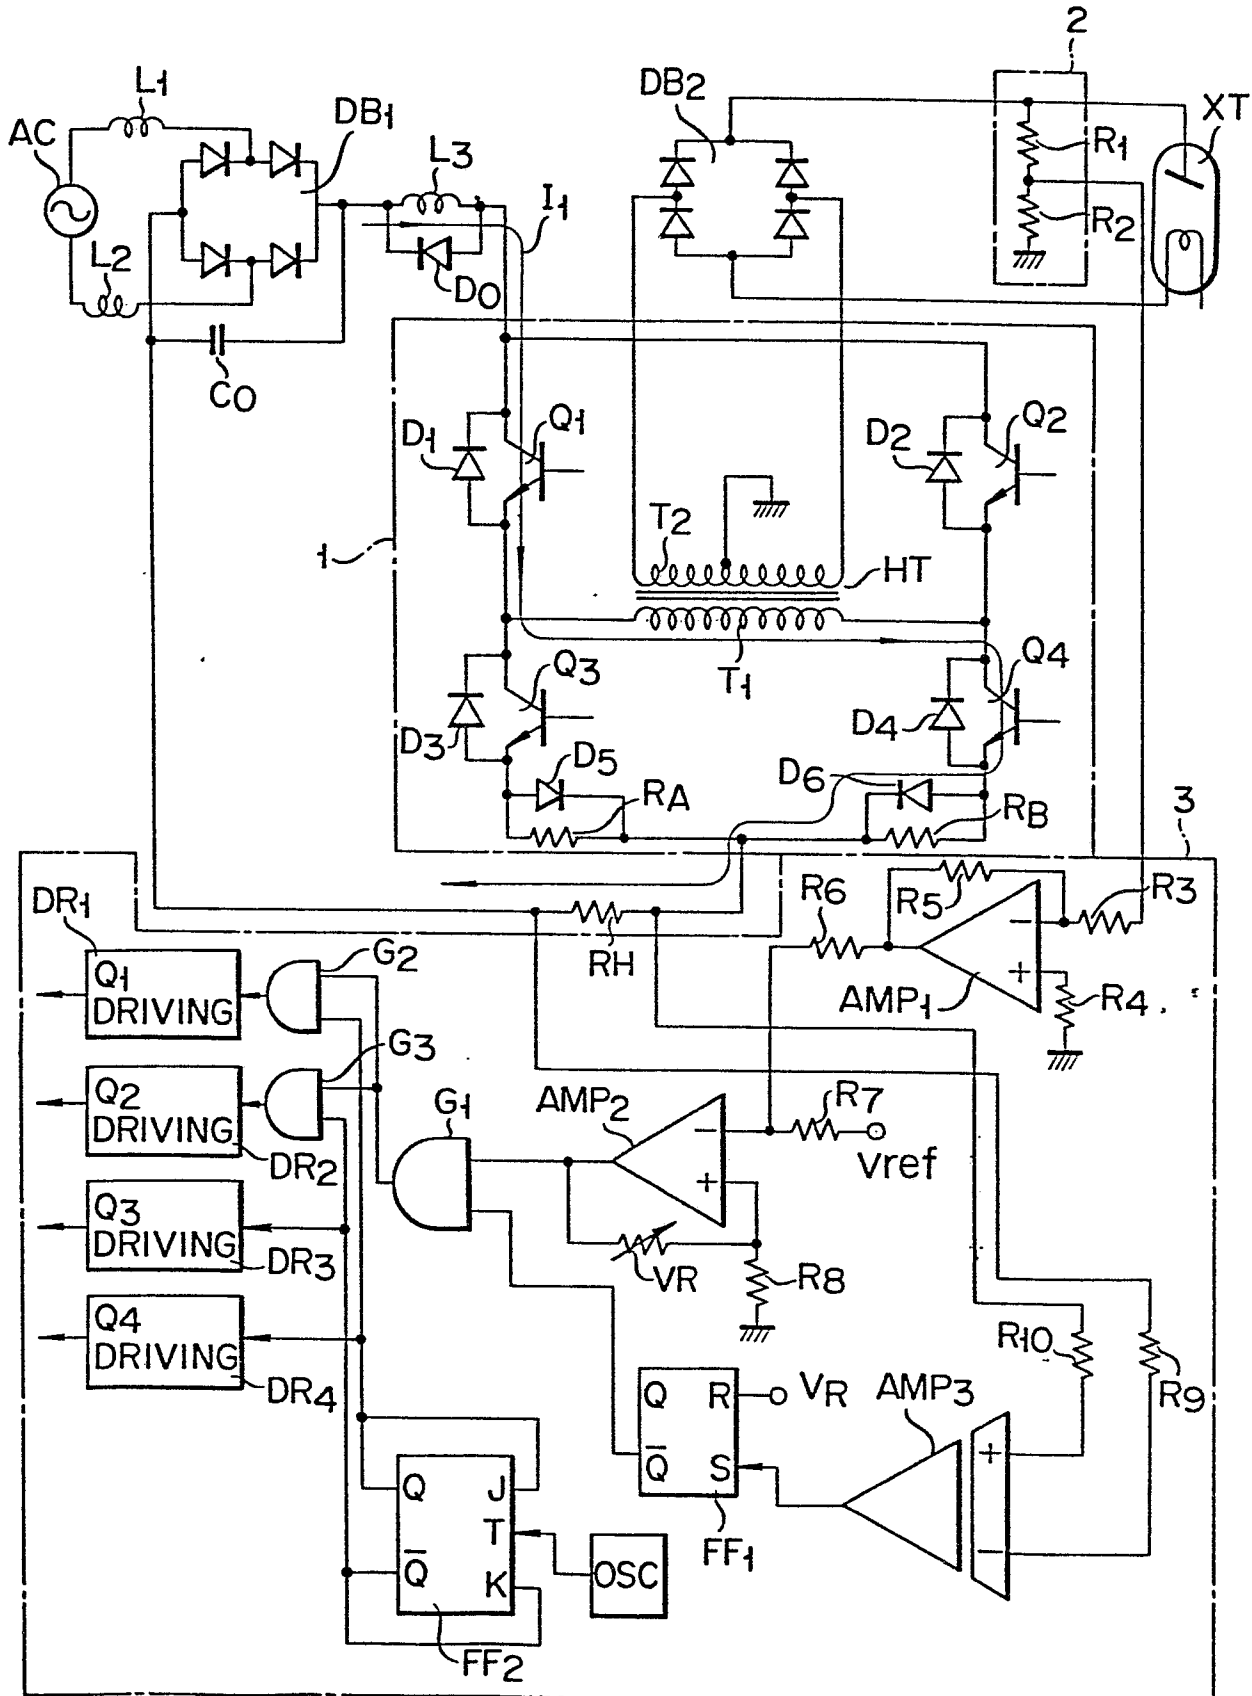 2
L1
DB2
XT
DB1
AC
L3
R1
I1
R2
L2
D0
C0
Q1
Q2
D1
D2
T2
1
HT
Q3
Q4
T1
D3
D4
D5
D6
RA
RB
3
R6
R5
R3
DR1
G2
RH
AMP1
R4
Q1
DRIVING
G3
Q2
DRIVING
DR2
G1
AMP2
R7
Vref
Q3
DRIVING
DR3
VR
R8
Q4
DRIVING
DR4
R10
R9
Q R
VR
AMP3
Q̅ S
FF1
Q J
T
Q̅ K
OSC
FF2
+
−
+
−
+
−